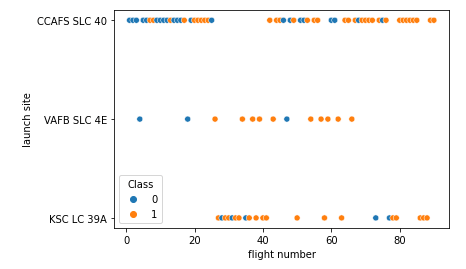 CCAFS SLC 40
VAFB SLC 4E
KSC LC 39A
launch site
Class
0
1
0 20 40 60 80
flight number